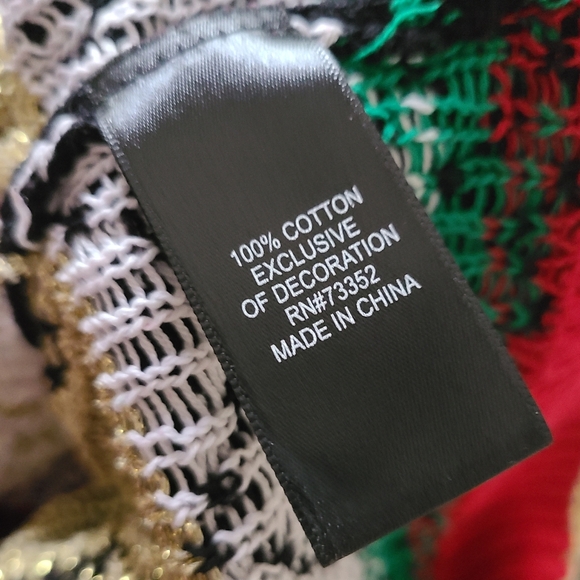 100% COTTON
EXCLUSIVE
OF DECORATION
RN#73352
MADE IN CHINA